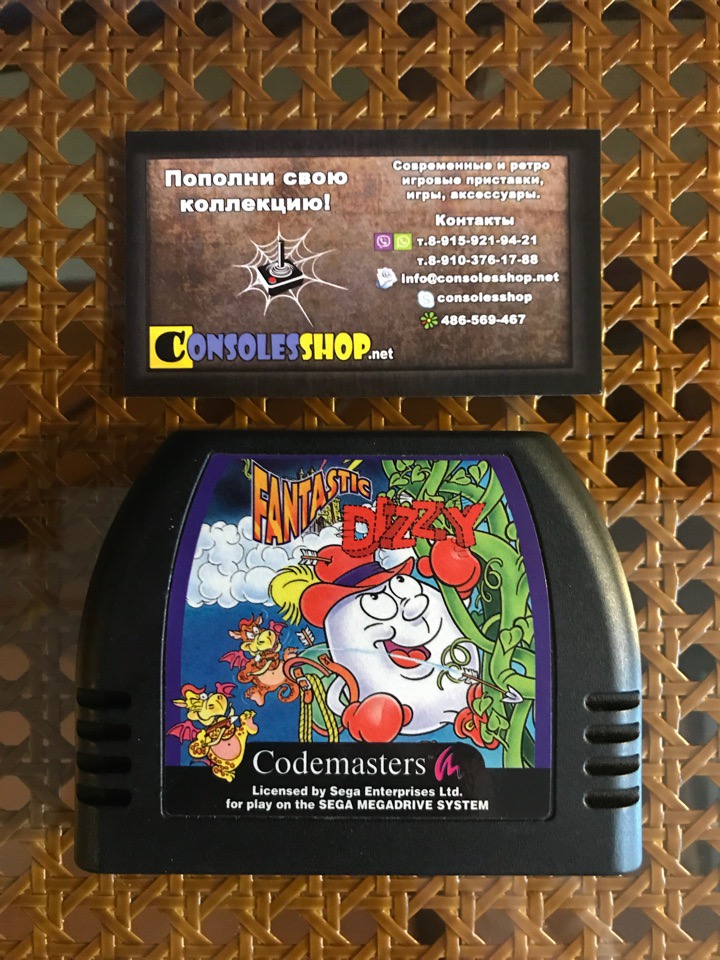 Пополни свою
коллекцию!
Современные и ретро
игровые приставки,
игры, аксессуары.
Контакты
т.8-915-921-94-21
т.8-910-376-17-88
info@consolesshop.net
consolesshop
486-569-467
CONSOLESSHOP.net
FANTASTIC
DIZZY
Codemasters
Licensed by Sega Enterprises Ltd.
for play on the SEGA MEGADRIVE SYSTEM